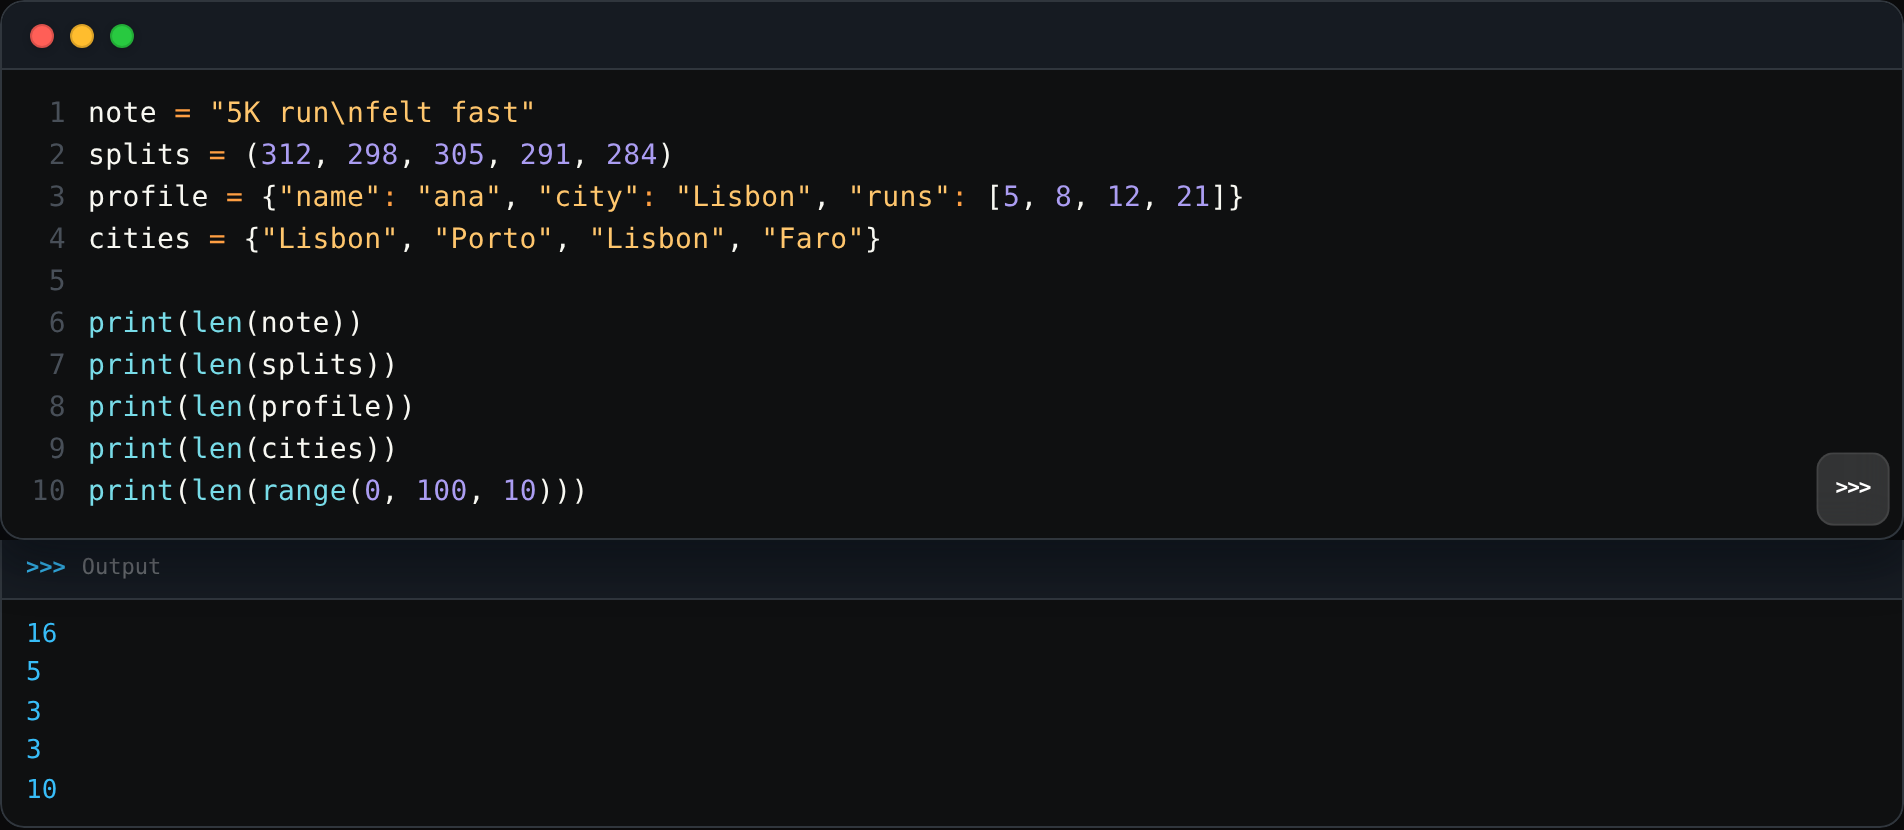 1 note = "5K run\nfelt fast"
2 splits = (312, 298, 305, 291, 284)
3 profile = {"name": "ana", "city": "Lisbon", "runs": [5, 8, 12, 21]}
4 cities = {"Lisbon", "Porto", "Lisbon", "Faro"}
5
6 print(len(note))
7 print(len(splits))
8 print(len(profile))
9 print(len(cities))
10 print(len(range(0, 100, 10)))
>>>
>>> Output
16
5
3
3
10